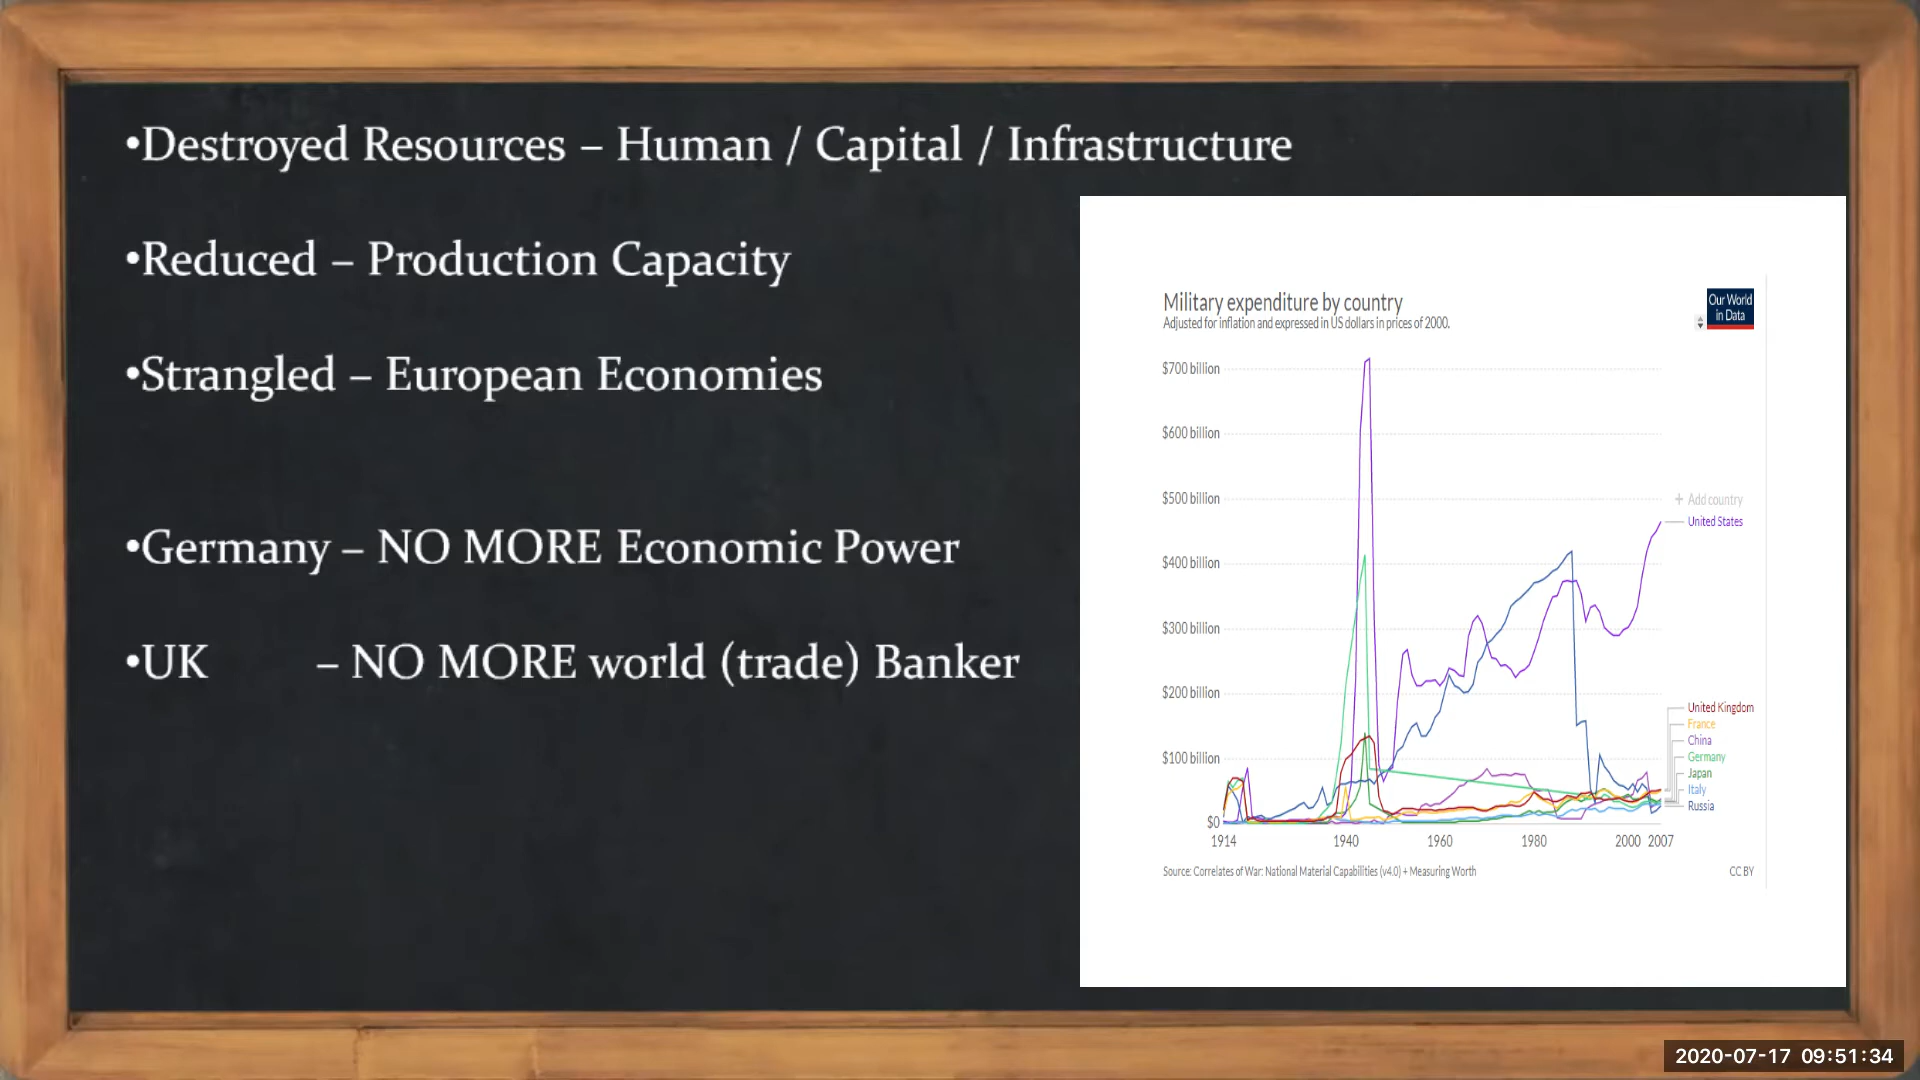 •Destroyed Resources – Human / Capital / Infrastructure
•Reduced – Production Capacity
•Strangled – European Economies
•Germany – NO MORE Economic Power
•UK – NO MORE world (trade) Banker
Military expenditure by country
Adjusted for inflation and expressed in US dollars in prices of 2000.
Our World
in Data
$700 billion
$600 billion
$500 billion
$400 billion
$300 billion
$200 billion
$100 billion
$0
1914 1940 1960 1980 2000 2007
+ Add country
United States
United Kingdom
France
China
Germany
Japan
Italy
Russia
Source: Correlates of War: National Material Capabilities (v4.0) + Measuring Worth
CC BY
2020-07-17 09:51:34